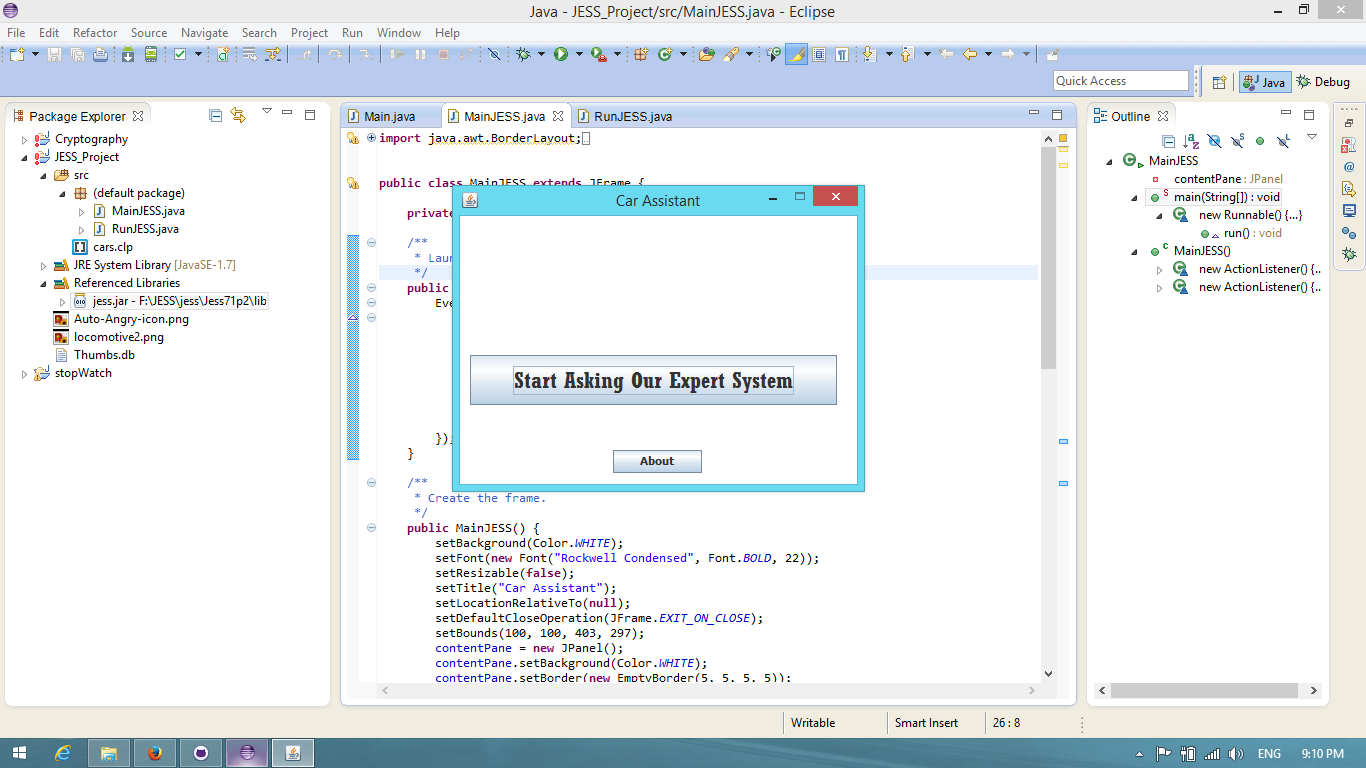 Java - JESS_Project/src/MainJESS.java - Eclipse
File Edit Refactor Source Navigate Search Project Run Window Help
Quick Access
Java
Debug
Package Explorer
Cryptography
JESS_Project
src
(default package)
MainJESS.java
RunJESS.java
cars.clp
JRE System Library [JavaSE-1.7]
Referenced Libraries
jess.jar - F:\JESS\jess\Jess71p2\lib
Auto-Angry-icon.png
locomotive2.png
Thumbs.db
stopWatch
Main.java
MainJESS.java
RunJESS.java
import java.awt.BorderLayout;
public class MainJESS extends JFrame {
private
/**
* Laun
*/
public
Eve
});
}
/**
* Create the frame.
*/
public MainJESS() {
setBackground(Color.WHITE);
setFont(new Font("Rockwell Condensed", Font.BOLD, 22));
setResizable(false);
setTitle("Car Assistant");
setLocationRelativeTo(null);
setDefaultCloseOperation(JFrame.EXIT_ON_CLOSE);
setBounds(100, 100, 403, 297);
contentPane = new JPanel();
contentPane.setBackground(Color.WHITE);
contentPane.setBorder(new EmptyBorder(5, 5, 5, 5));
Car Assistant
Start Asking Our Expert System
About
Outline
MainJESS
contentPane : JPanel
main(String[]) : void
new Runnable() {...}
run() : void
MainJESS()
new ActionListener() {..
new ActionListener() {..
Writable
Smart Insert
26 : 8
ENG
9:10 PM